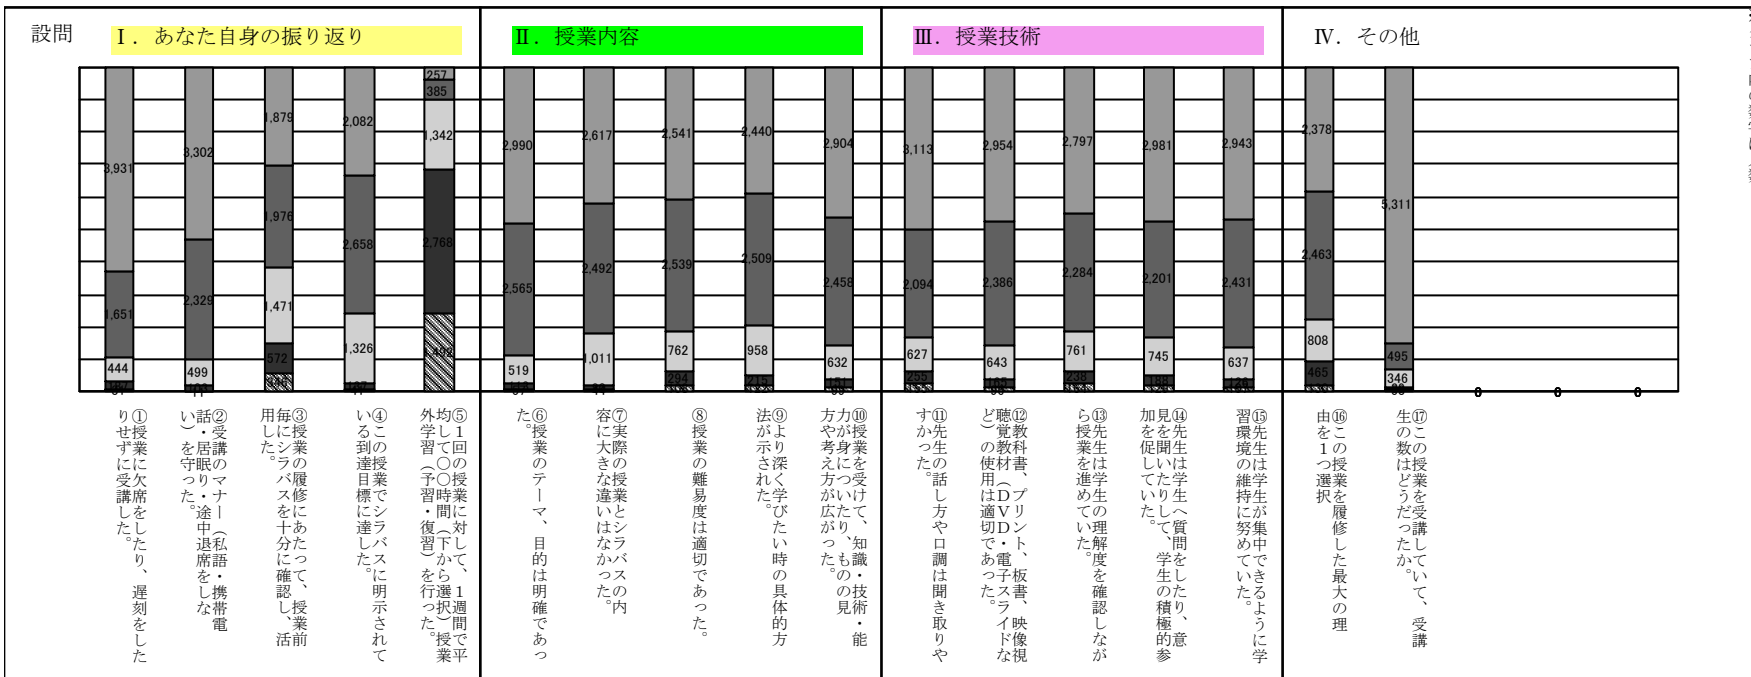 設問
Ⅰ．あなた自身の振り返り
Ⅱ．授業内容
Ⅲ．授業技術
Ⅳ．その他
3,931
1,651
444
3,302
2,329
499
1,879
1,976
1,471
572
346
2,082
2,658
1,326
257
385
1,342
2,768
1,492
2,990
2,565
519
2,617
2,492
1,011
2,541
2,539
762
294
2,440
2,509
958
215
2,904
2,458
632
151
3,113
2,094
627
255
2,954
2,386
643
2,797
2,284
761
238
2,981
2,201
745
188
2,943
2,431
637
2,378
2,463
808
465
5,311
495
346
0
0
0
①授業に欠席をしたり、遅刻をした
りせずに受講した。
②受講のマナー（私語・携帯電
話・居眠り・途中退席をしな
い）を守った。
③授業の履修にあたって、授業前
毎にシラバスを十分に確認し、活
用した。
④この授業でシラバスに明示されて
いる到達目標に達した。
⑤１回の授業に対して、１週間で平
均して〇〇時間（下から選択）授業
外学習（予習・復習）を行った。
⑥授業のテーマ、目的は明確であっ
た。
⑦実際の授業とシラバスの内
容に大きな違いはなかった。
⑧授業の難易度は適切であった。
⑨より深く学びたい時の具体的方
法が示された。
⑩授業を受けて、知識・技術・能
力が身についたり、ものの見
方や考え方が広がった。
⑪先生の話し方や口調は聞き取りや
すかった。
⑫教科書、プリント、板書、映像視
聴覚教材（ＤＶＤ・電子スライドな
ど）の使用は適切であった。
⑬先生は学生の理解度を確認しなが
ら授業を進めていた。
⑭先生は学生へ質問をしたり、意
見を聞いたりして、学生の積極的参
加を促していた。
⑮先生は学生が集中できるように学
習環境の維持に努めていた。
⑯この授業を履修した最大の理
由を１つ選択
⑰この授業を受講していて、受講
生の数はどうだったか。